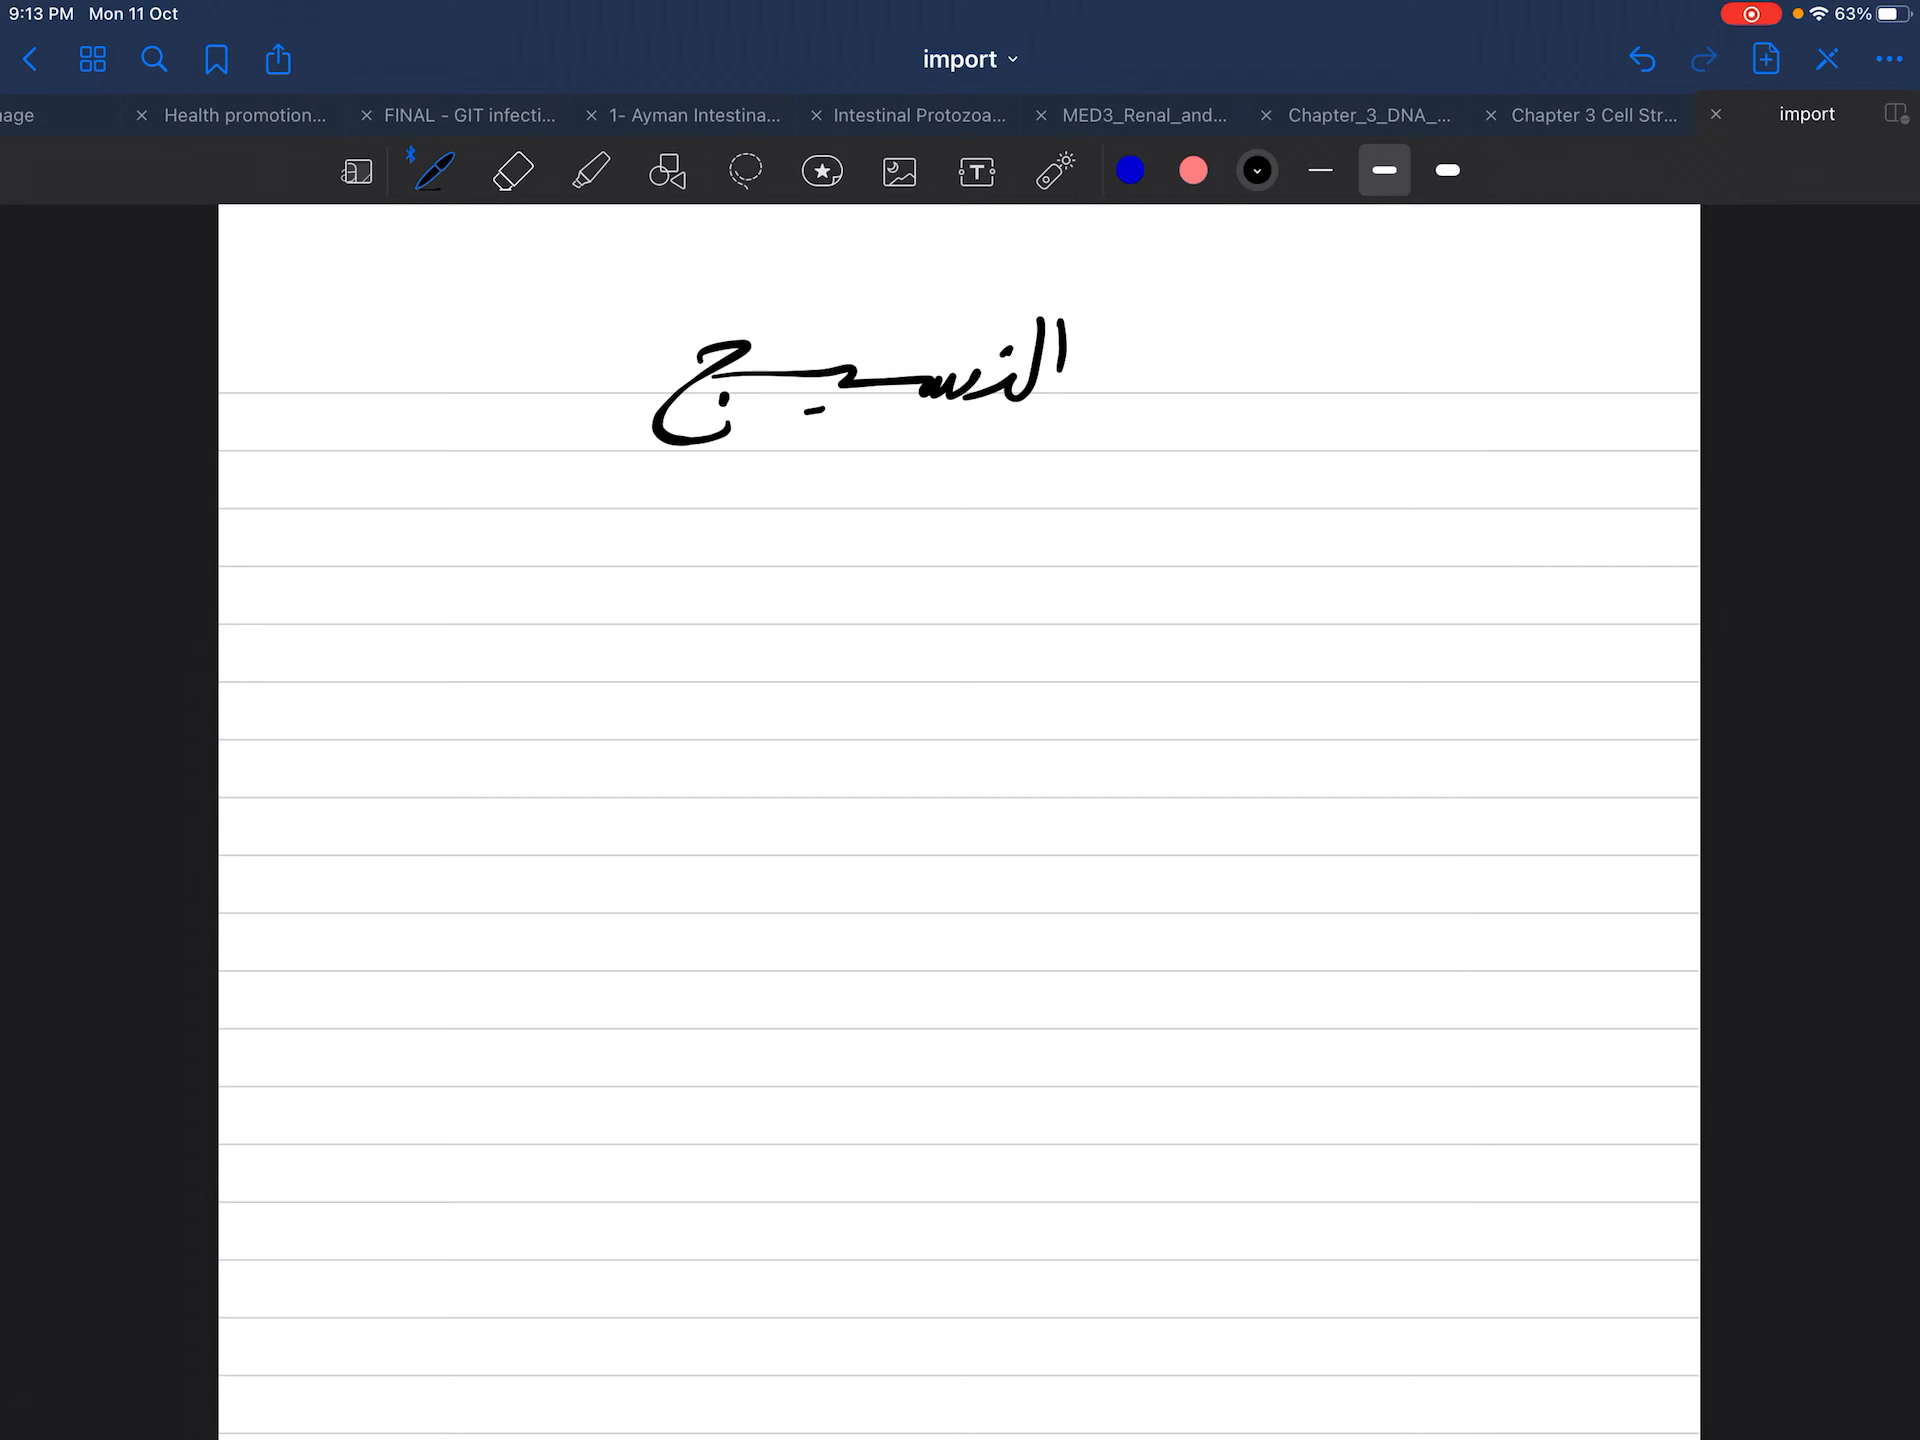 9:13 PM Mon 11 Oct 63%
import
age Health promotion... FINAL - GIT infecti... 1- Ayman Intestina... Intestinal Protozoa... MED3_Renal_and... Chapter_3_DNA_... Chapter 3 Cell Str... import
النسيج